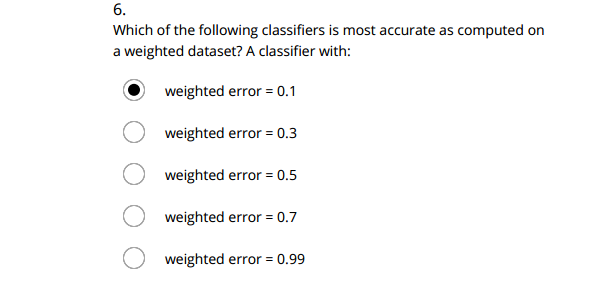 6.
Which of the following classifiers is most accurate as computed on
a weighted dataset? A classifier with:
weighted error = 0.1
weighted error = 0.3
weighted error = 0.5
weighted error = 0.7
weighted error = 0.99